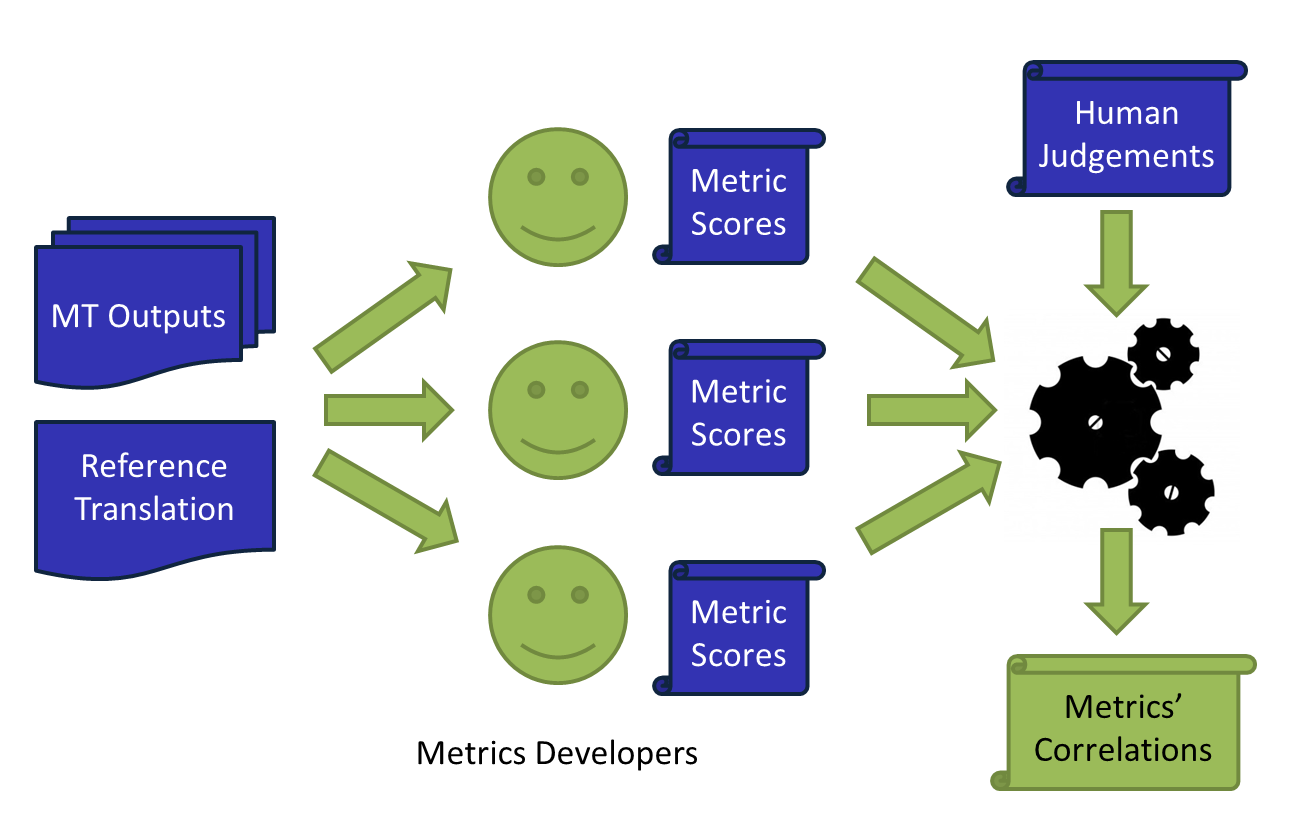 MT Outputs
Reference
Translation
Metric
Scores
Metric
Scores
Metric
Scores
Metrics Developers
Human
Judgements
Metrics’
Correlations